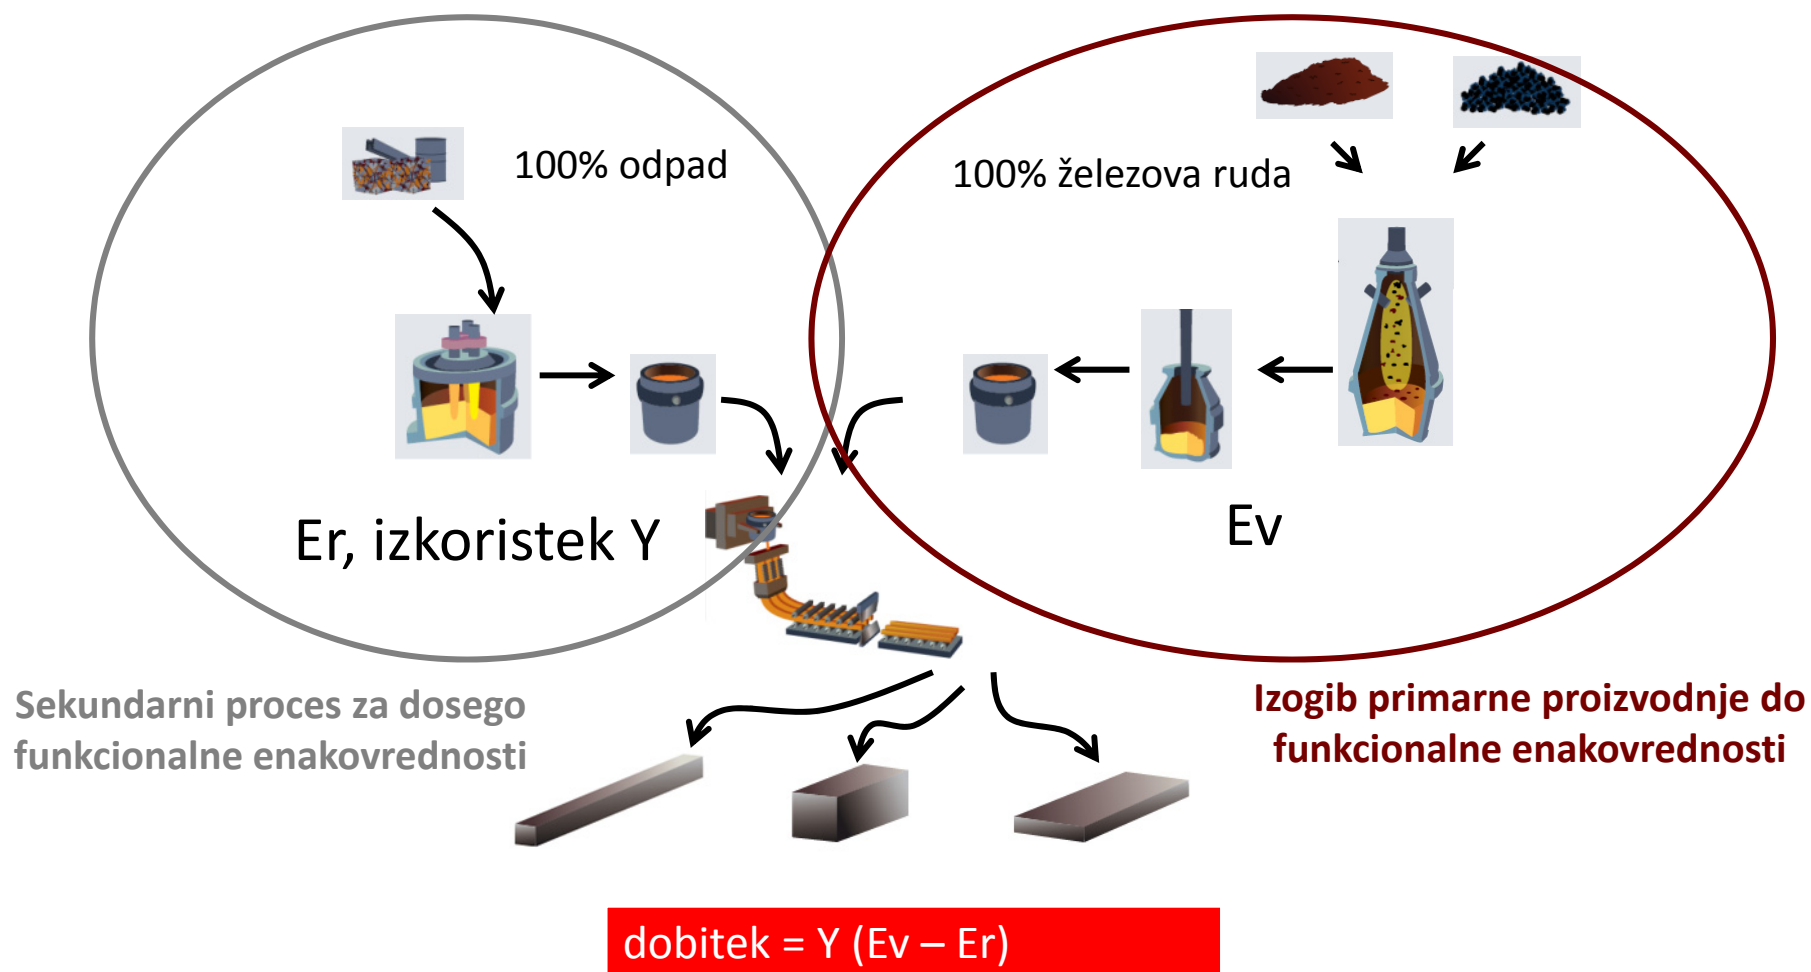 100% odpad
100% železova ruda
Er, izkoristek Y
Ev
Sekundarni proces za dosego
funkcionalne enakovrednosti
Izogib primarne proizvodnje do
funkcionalne enakovrednosti
dobitek = Y (Ev – Er)